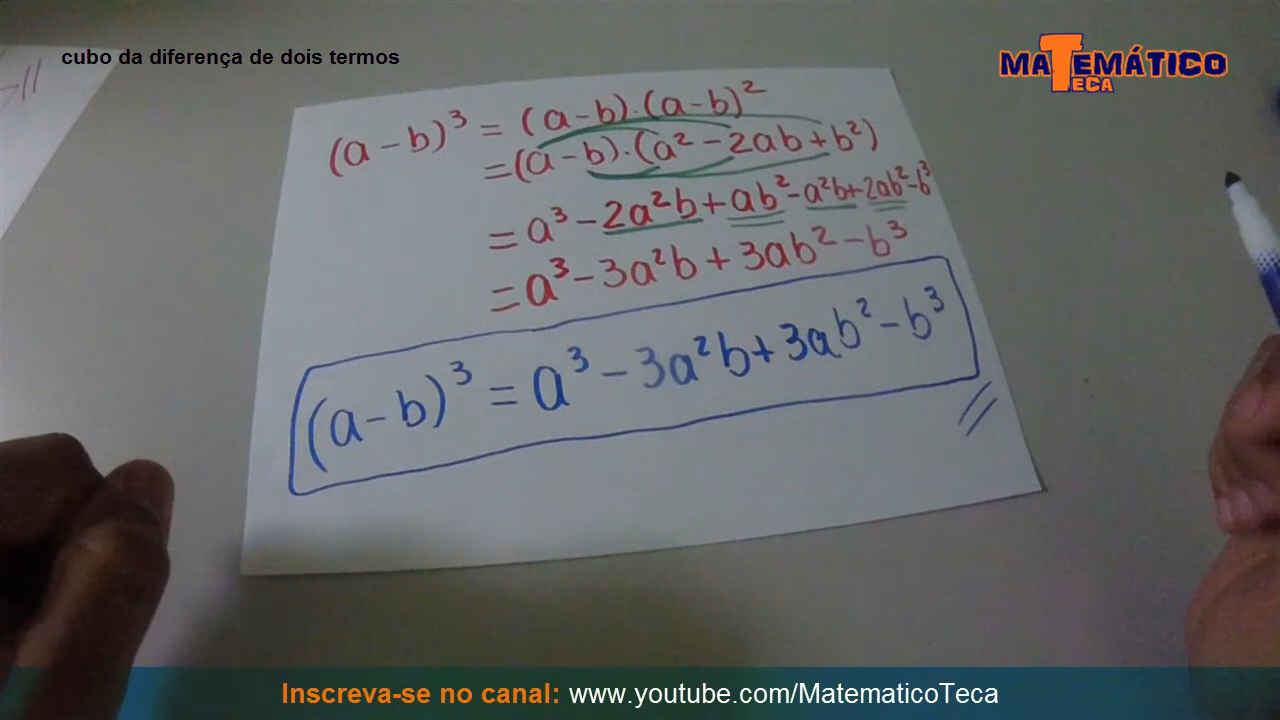 cubo da diferença de dois termos
MATEMÁTICO
TECA
(a-b)³ = (a-b).(a-b)²
=(a-b).(a²-2ab+b²)
=a³-2a²b+ab²-a²b+2ab²-b³
=a³-3a²b+3ab²-b³
(a-b)³ = a³-3a²b+3ab²-b³
Inscreva-se no canal: www.youtube.com/MatematicoTeca